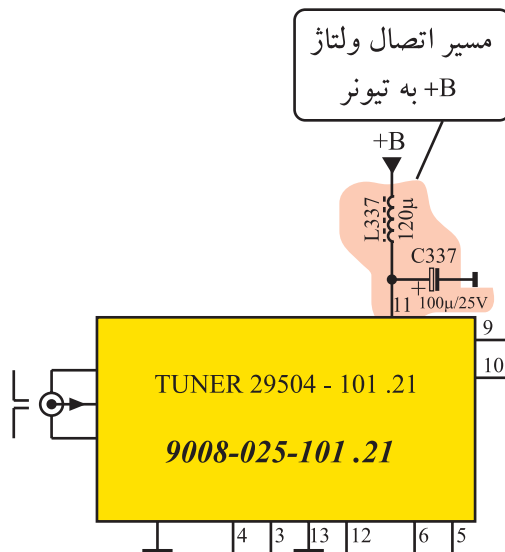 مسیر اتصال ولتاژ
+B به تیونر
+B
L337
120µ
C337
+
11
100µ/25V
9
10
TUNER 29504 - 101 .21
9008-025-101 .21
4
3
13
12
6
5